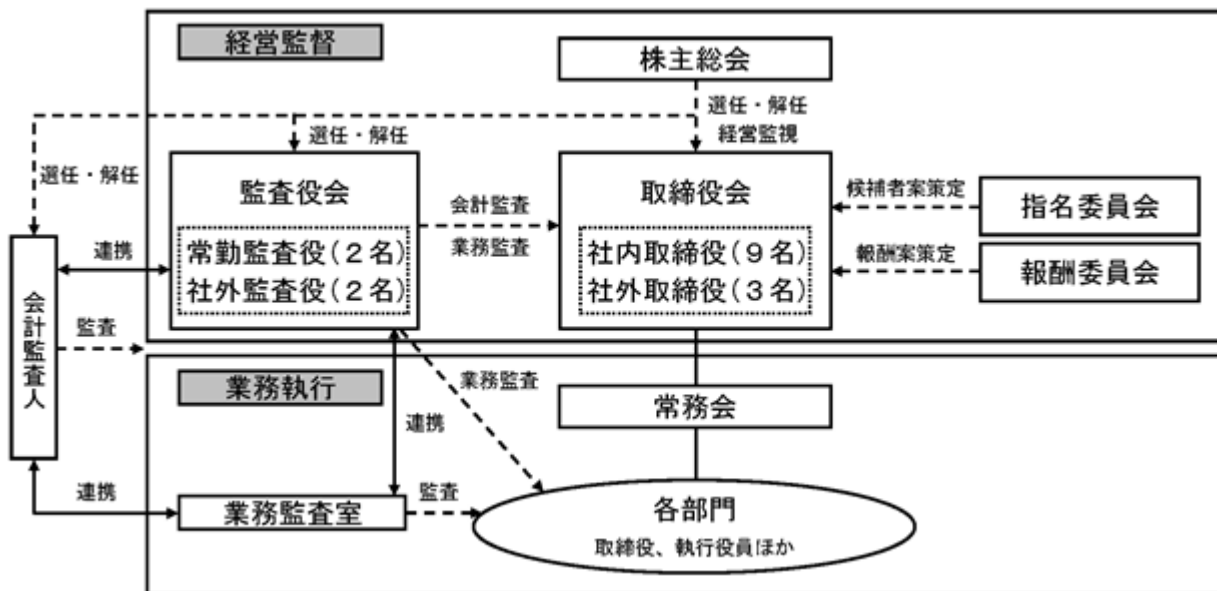 経営監督
株主総会
選任・解任
経営監視
選任・解任
選任・解任
監査役会
常勤監査役(2名)
社外監査役(2名)
会計監査
業務監査
取締役会
社内取締役(9名)
社外取締役(3名)
候補者案策定
指名委員会
報酬案策定
報酬委員会
連携
会計監査人
監査
業務執行
業務監査
常務会
連携
連携
業務監査室
監査
各部門
取締役、執行役員ほか